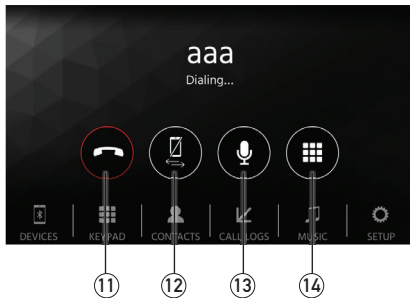 aaa
Dialing...
DEVICES KEYPAD CONTACTS CALL LOGS MUSIC SETUP
11 12 13 14